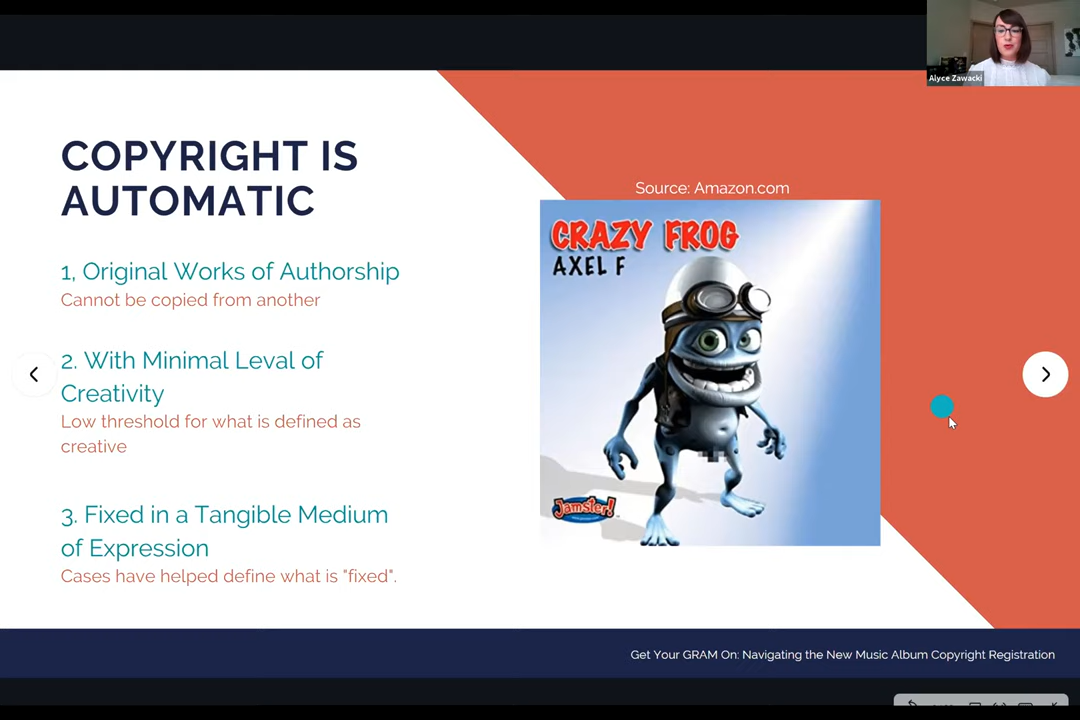 Alyce Zawacki
COPYRIGHT IS
AUTOMATIC
1, Original Works of Authorship
Cannot be copied from another
2. With Minimal Leval of
Creativity
Low threshold for what is defined as
creative
3. Fixed in a Tangible Medium
of Expression
Cases have helped define what is "fixed".
Source: Amazon.com
CRAZY FROG
AXEL F
Jamster!
Get Your GRAM On: Navigating the New Music Album Copyright Registration